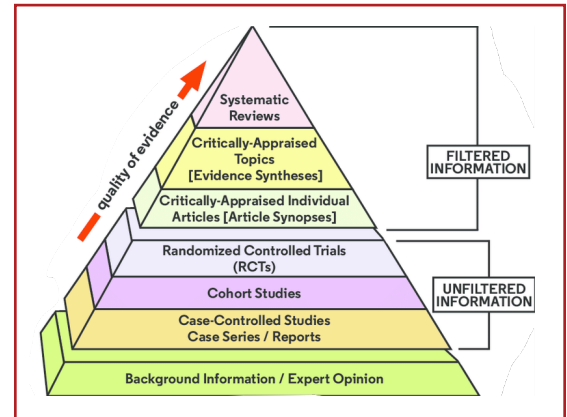 quality of evidence
Systematic
Reviews
Critically-Appraised
Topics
[Evidence Syntheses]
Critically-Appraised Individual
Articles [Article Synopses]
FILTERED
INFORMATION
Randomized Controlled Trials
(RCTs)
Cohort Studies
Case-Controlled Studies
Case Series / Reports
UNFILTERED
INFORMATION
Background Information / Expert Opinion